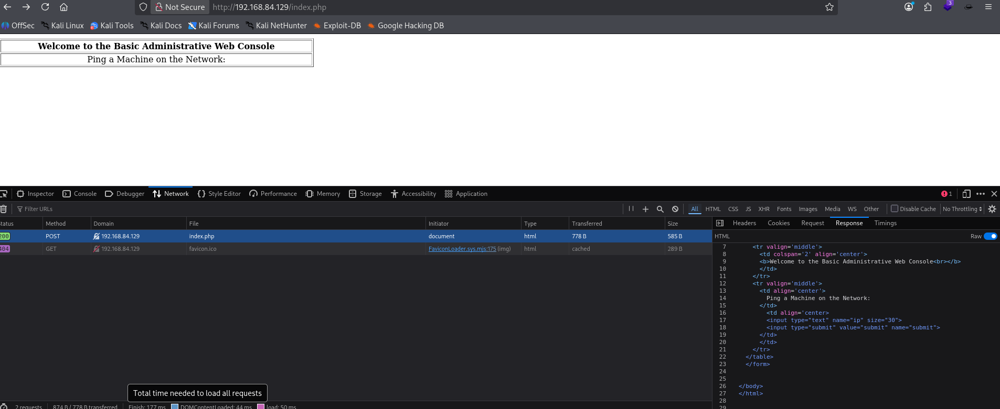 Not Secure http://192.168.84.129/index.php 3
OffSec Kali Linux Kali Tools Kali Docs Kali Forums Kali NetHunter Exploit-DB Google Hacking DB
Welcome to the Basic Administrative Web Console
Ping a Machine on the Network:
Inspector Console Debugger Network Style Editor Performance Memory Storage Accessibility Application 1
Filter URLs All HTML CSS JS XHR Fonts Images Media WS Other Disable Cache No Throttling
Status Method Domain File Initiator Type Transferred Size
200 POST 192.168.84.129 index.php document html 778 B 585 B
404 GET 192.168.84.129 favicon.ico FaviconLoader.sys.mjs:175 (img) html cached 289 B
Headers Cookies Request Response Timings
HTML Raw
7 <tr valign='middle'>
8 <td colspan='2' align='center'>
9 <b>Welcome to the Basic Administrative Web Console<br></b>
10 </td>
11 </tr>
12 <tr valign='middle'>
13 <td align='center'>
14 Ping a Machine on the Network:
15 </td>
16 <td align='center>
17 <input type="text" name="ip" size="30">
18 <input type="submit" value="submit" name="submit">
19 </td>
20 </td>
21 </tr>
22 </table>
23 </form>
24
25
26 </body>
27 </html>
28
29
Total time needed to load all requests
2 requests 874 B / 778 B transferred Finish: 177 ms DOMContentLoaded: 44 ms load: 50 ms